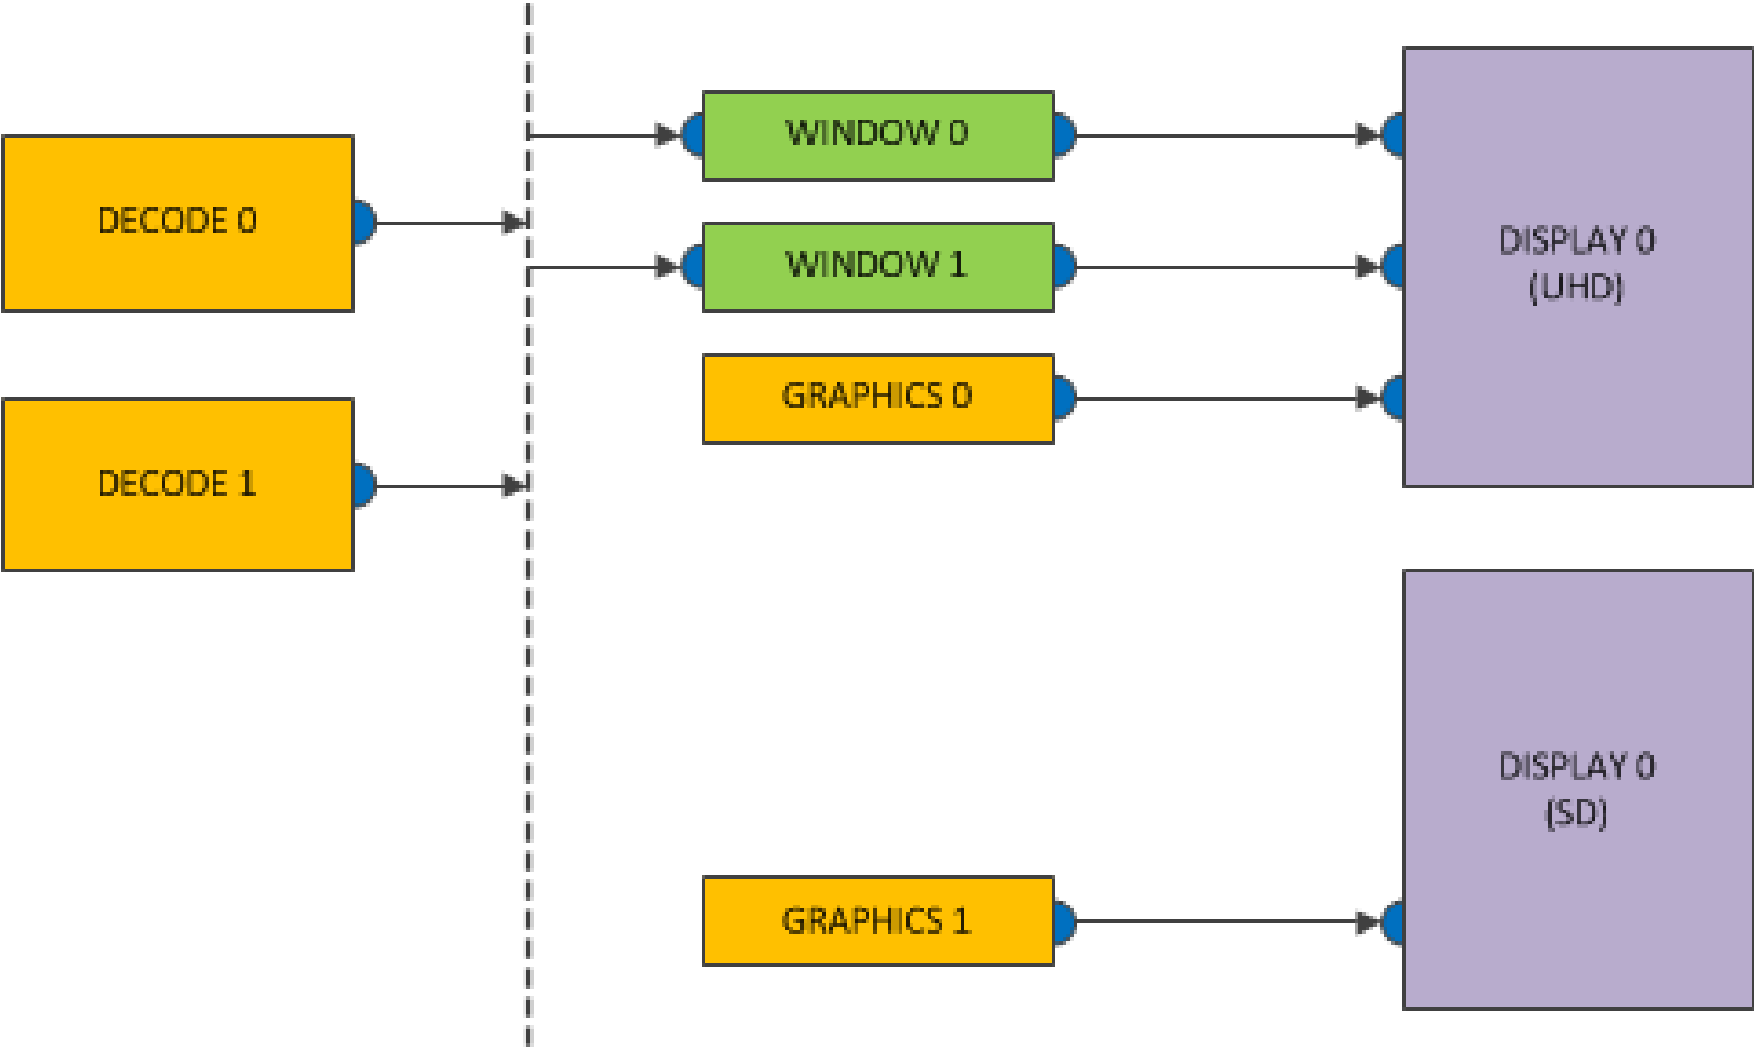 WINDOW 0
DECODE 0
WINDOW 1
DISPLAY 0
(UHD)
GRAPHICS 0
DECODE 1
DISPLAY 0
(SD)
GRAPHICS 1